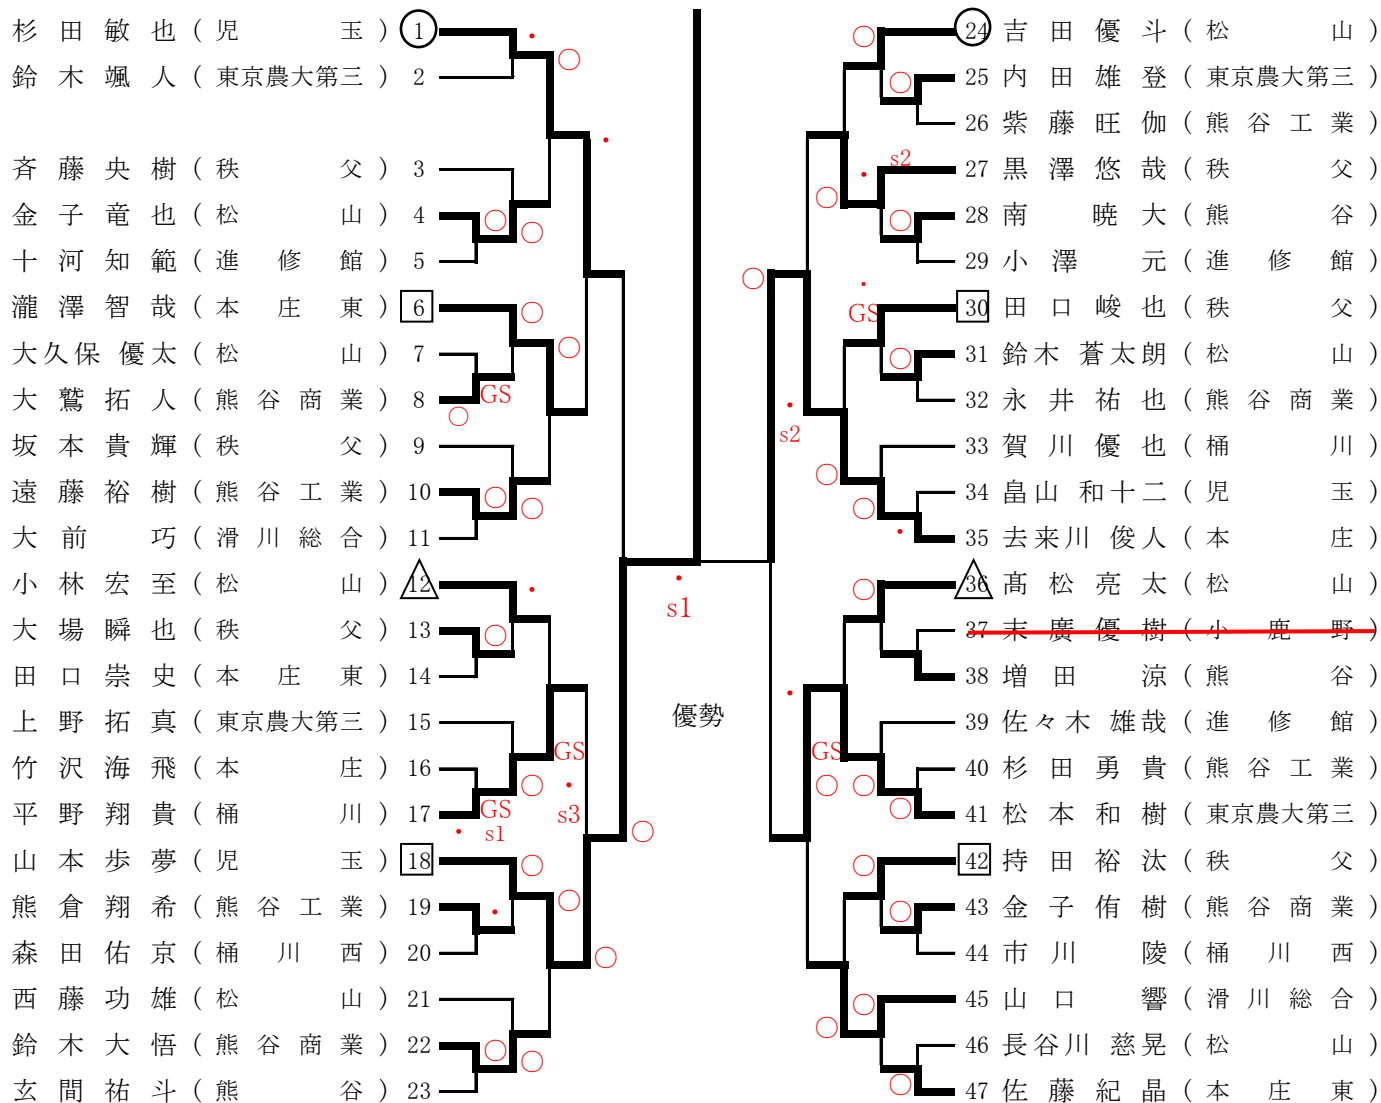 杉田敏也(児玉) 1
鈴木颯人(東京農大第三) 2
斉藤央樹(秩父) 3
金子竜也(松山) 4
十河知範(進修館) 5
瀧澤智哉(本庄東) 6
大久保 優太(松山) 7
大鷲拓人(熊谷商業) 8
GS
坂本貴輝(秩父) 9
遠藤裕樹(熊谷工業) 10
大前巧(滑川総合) 11
小林宏至(松山) 12
大場瞬也(秩父) 13
田口崇史(本庄東) 14
上野拓真(東京農大第三) 15
GS
竹沢海飛(本庄) 16
平野翔貴(桶川) 17
GS
s1
s3
山本歩夢(児玉) 18
熊倉翔希(熊谷工業) 19
森田佑京(桶川西) 20
西藤功雄(松山) 21
鈴木大悟(熊谷商業) 22
玄間祐斗(熊谷) 23
s1
優勢
24 吉田優斗(松山)
25 内田雄登(東京農大第三)
26 紫藤旺伽(熊谷工業)
s2
27 黒澤悠哉(秩父)
28 南暁大(熊谷)
29 小澤元(進修館)
GS
30 田口峻也(秩父)
31 鈴木 蒼太朗(松山)
32 永井祐也(熊谷商業)
s2
33 賀川優也(桶川)
34 畠山 和十二(児玉)
35 去来川 俊人(本庄)
36 髙松亮太(松山)
37 末廣優樹(小鹿野)
38 増田涼(熊谷)
39 佐々木 雄哉(進修館)
GS
40 杉田勇貴(熊谷工業)
41 松本和樹(東京農大第三)
42 持田裕汰(秩父)
43 金子侑樹(熊谷商業)
44 市川陵(桶川西)
45 山口響(滑川総合)
46 長谷川 慈晃(松山)
47 佐藤紀晶(本庄東)